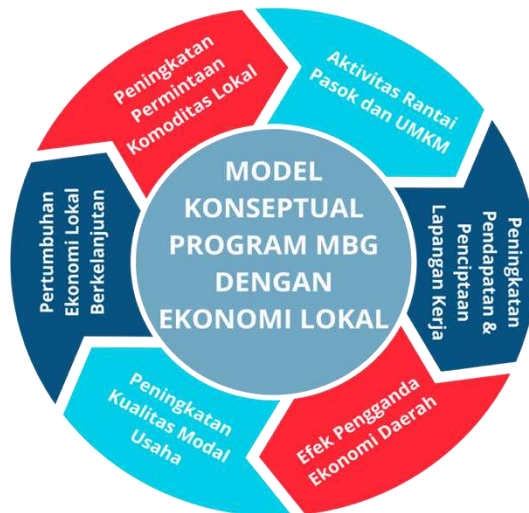 MODEL
KONSEPTUAL
PROGRAM MBG
DENGAN
EKONOMI LOKAL
Peningkatan
Permintaan
Komoditas Lokal
Aktivitas Rantai
Pasok dan UMKM
Peningkatan
Pendapatan &
Penciptaan
Lapangan Kerja
Efek Pengganda
Ekonomi Daerah
Peningkatan
Kualitas Modal
Usaha
Pertumbuhan
Ekonomi Lokal
Berkelanjutan